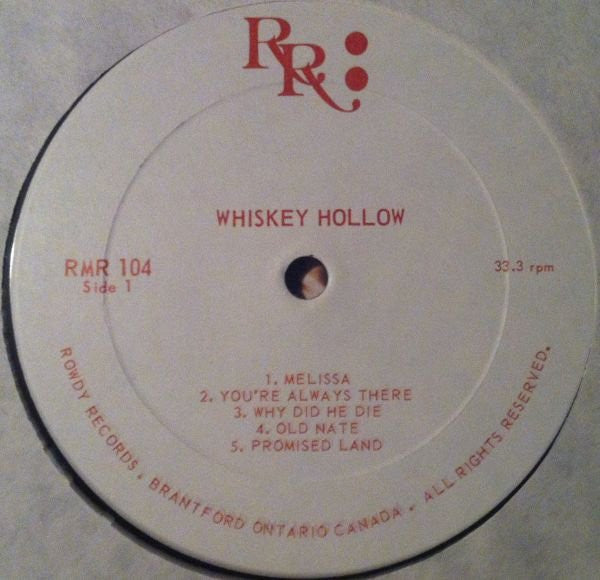 RR:
WHISKEY HOLLOW
RMR 104
Side 1
33.3 rpm
1. MELISSA
2. YOU'RE ALWAYS THERE
3. WHY DID HE DIE
4. OLD NATE
5. PROMISED LAND
ROWDY RECORDS . BRANTFORD ONTARIO CANADA . ALL RIGHTS RESERVED.